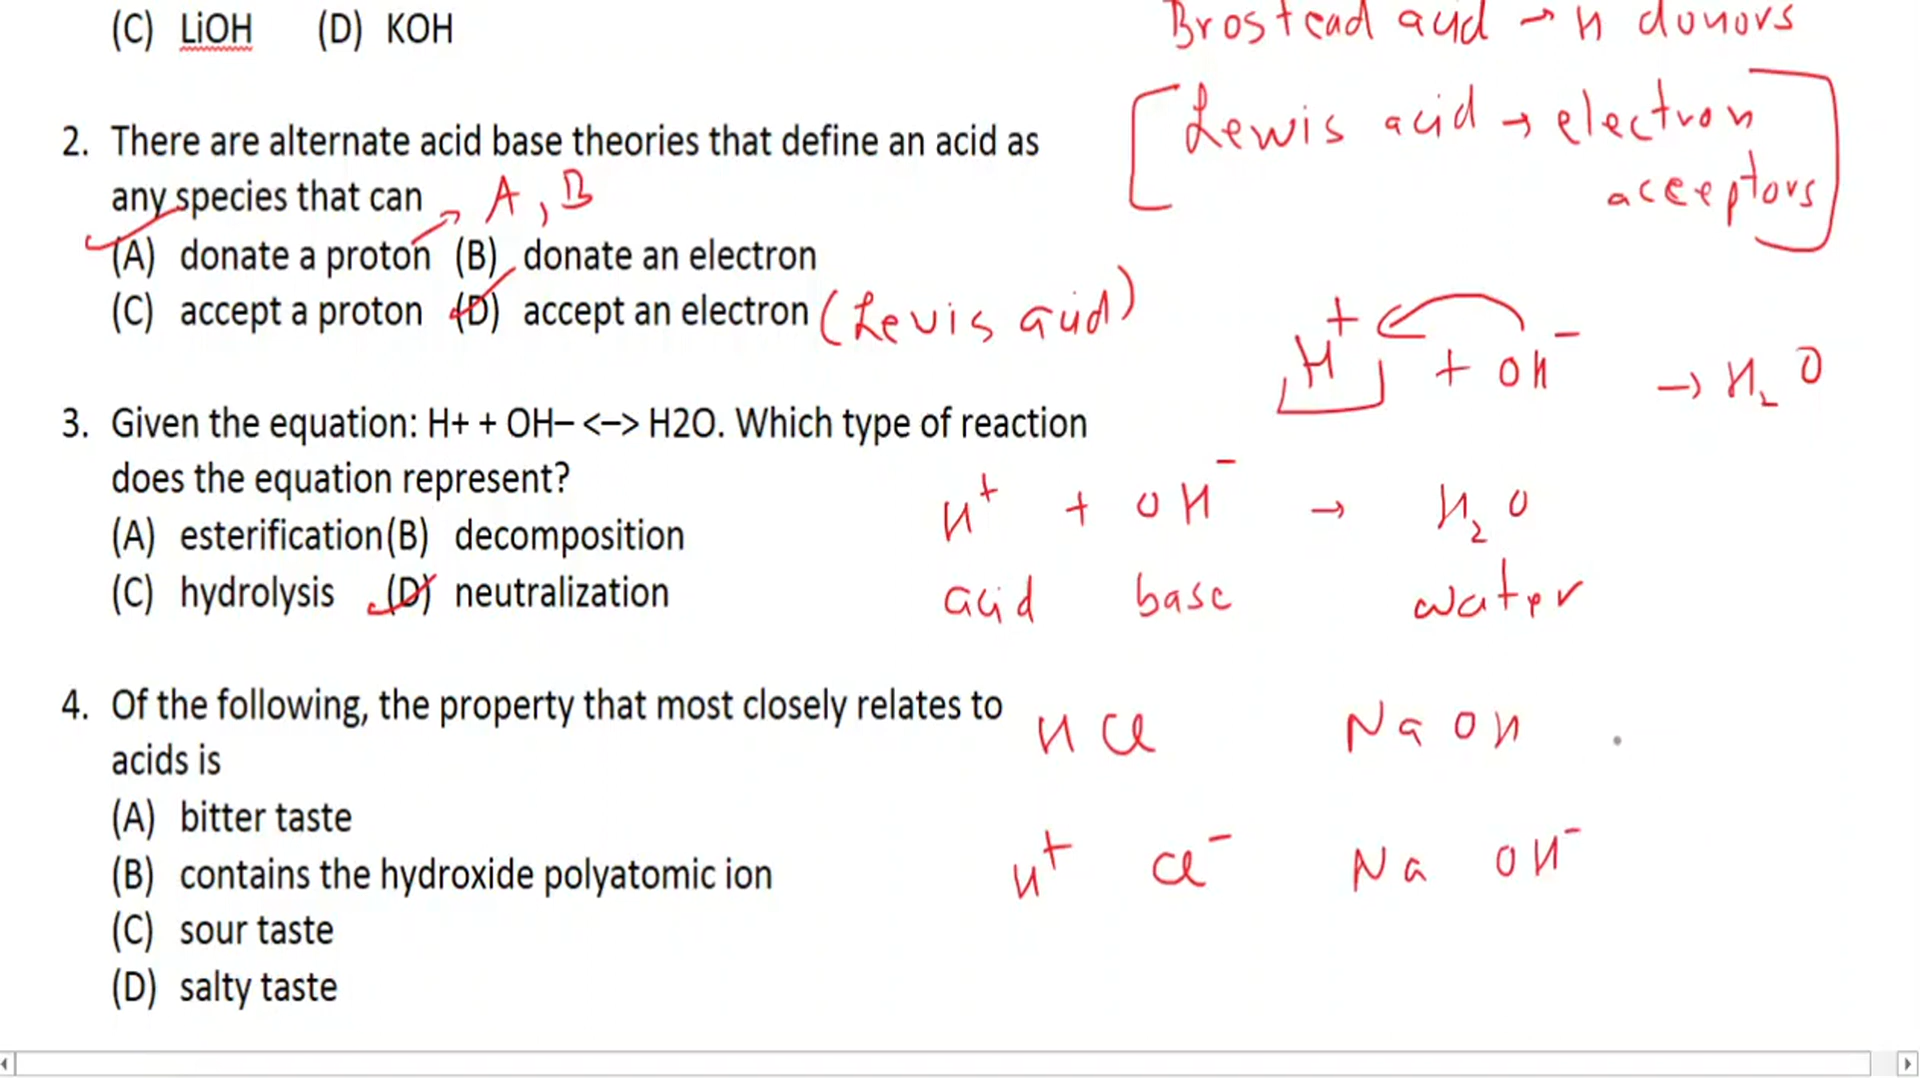 (C) LiOH (D) KOH
Brostead acid → H donors
2. There are alternate acid base theories that define an acid as
any species that can → A, B
(A) donate a proton (B) donate an electron
(C) accept a proton (D) accept an electron (Lewis acid)
[Lewis acid → electron
acceptors]
H+ + OH− → H2O
3. Given the equation: H+ + OH− <−> H2O. Which type of reaction
does the equation represent?
(A) esterification(B) decomposition
(C) hydrolysis (D) neutralization
H+ + OH− → H2O
acid base water
4. Of the following, the property that most closely relates to
acids is
(A) bitter taste
(B) contains the hydroxide polyatomic ion
(C) sour taste
(D) salty taste
HCl NaOH
H+ Cl− Na OH−